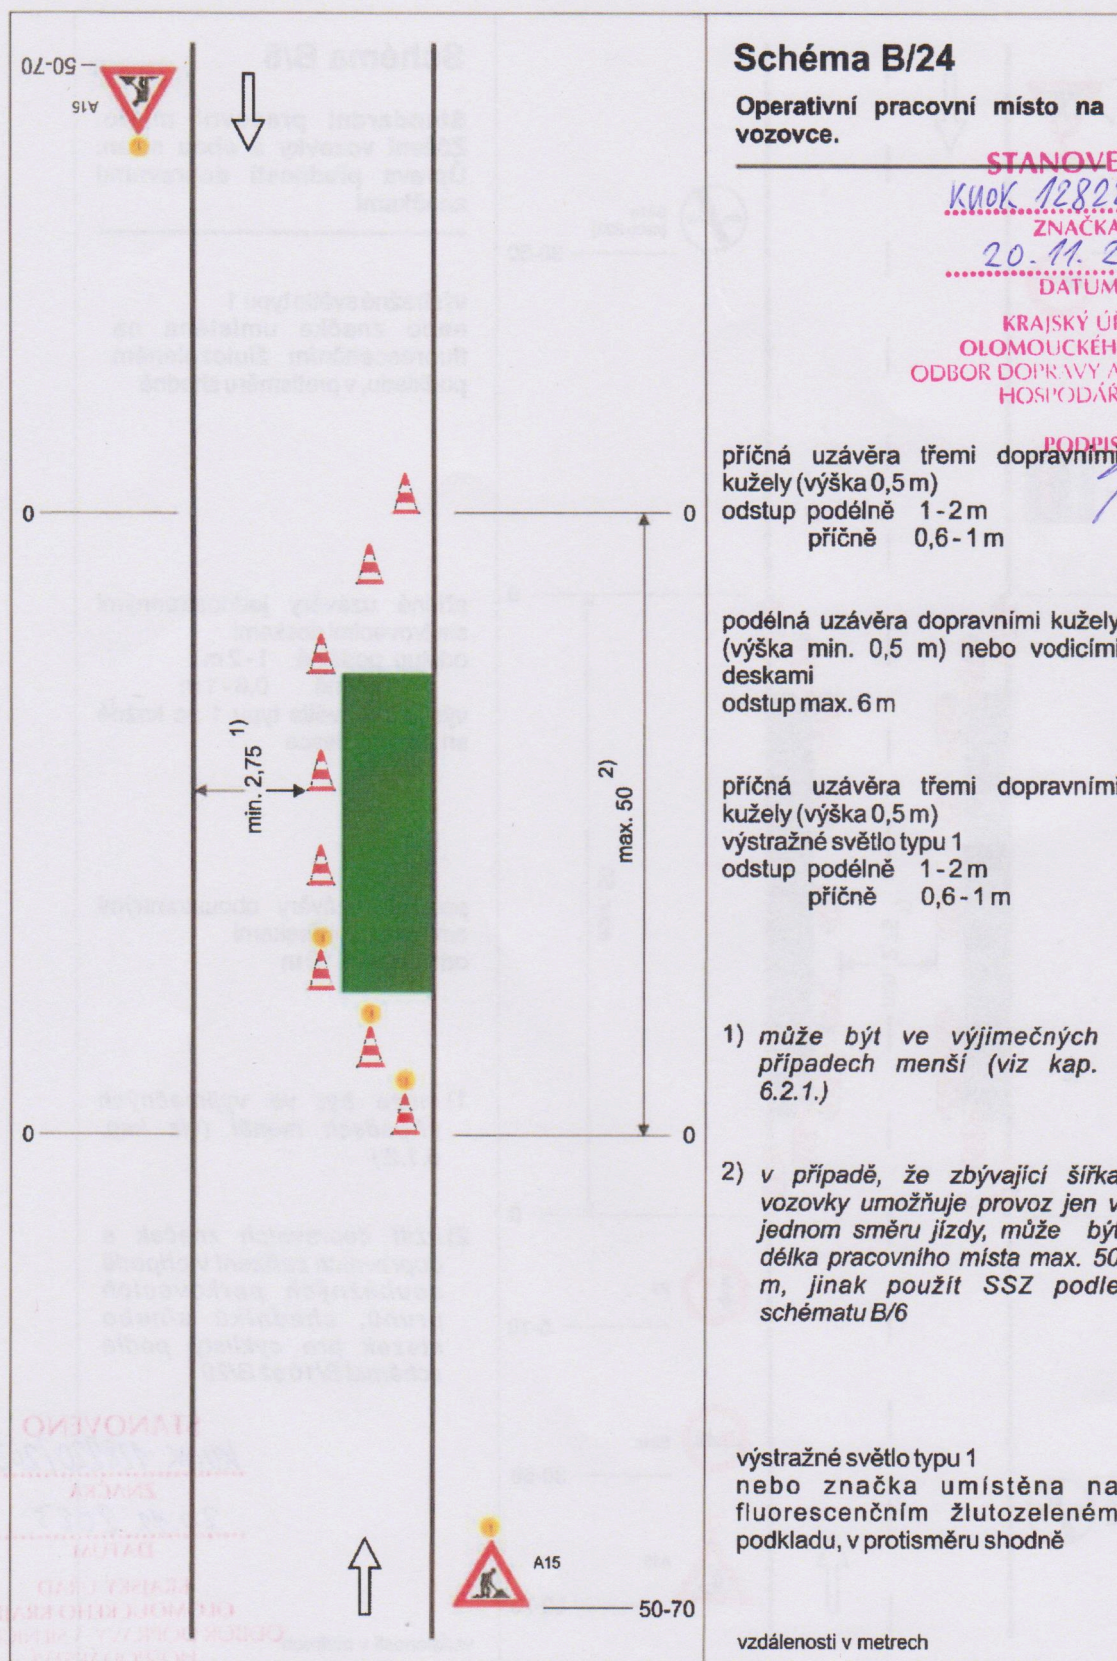 Schéma B/24
Operativní pracovní místo na
vozovce.
STANOVE
KUOK 1282
ZNAČKA
20. 11. 2
DATUM
KRAJSKÝ ÚŘ
OLOMOUCKÉH
ODBOR DOPRAVY A
HOSPODÁŘ
PODPIS
příčná uzávěra třemi dopravními
kužely (výška 0,5 m)
odstup podélně 1 - 2 m
příčně 0,6 - 1 m
podélná uzávěra dopravními kužely
(výška min. 0,5 m) nebo vodicími
deskami
odstup max. 6 m
příčná uzávěra třemi dopravními
kužely (výška 0,5 m)
výstražné světlo typu 1
odstup podélně 1 - 2 m
příčně 0,6 - 1 m
1) může být ve výjimečných
případech menší (viz kap.
6.2.1.)
2) v případě, že zbývající šířka
vozovky umožňuje provoz jen v
jednom směru jízdy, může být
délka pracovního místa max. 50
m, jinak použít SSZ podle
schématu B/6
výstražné světlo typu 1
nebo značka umístěna na
fluorescenčním žlutozeleném
podkladu, v protisměru shodně
vzdálenosti v metrech
50-70
A15
0
0
min. 2,75 1)
max. 50 2)
0
0
A15
50-70